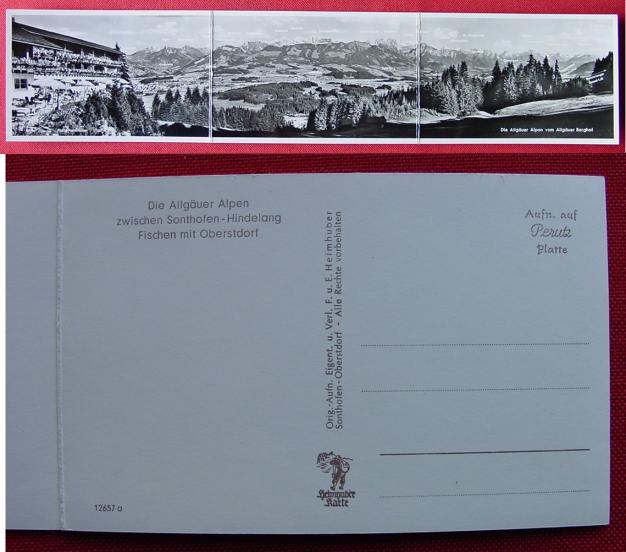 Die Allgäuer Alpen vom Allgäuer Berghof
Die Allgäuer Alpen
zwischen Sonthofen-Hindelang
Fischen mit Oberstdorf
Orig.-Aufn. Eigent. u. Verl. F. u. E. Heimhuber
Sonthofen-Oberstdorf - Alle Rechte vorbehalten
Aufn. auf
Perutz
Platte
Heimhuber
Karte
12657 a